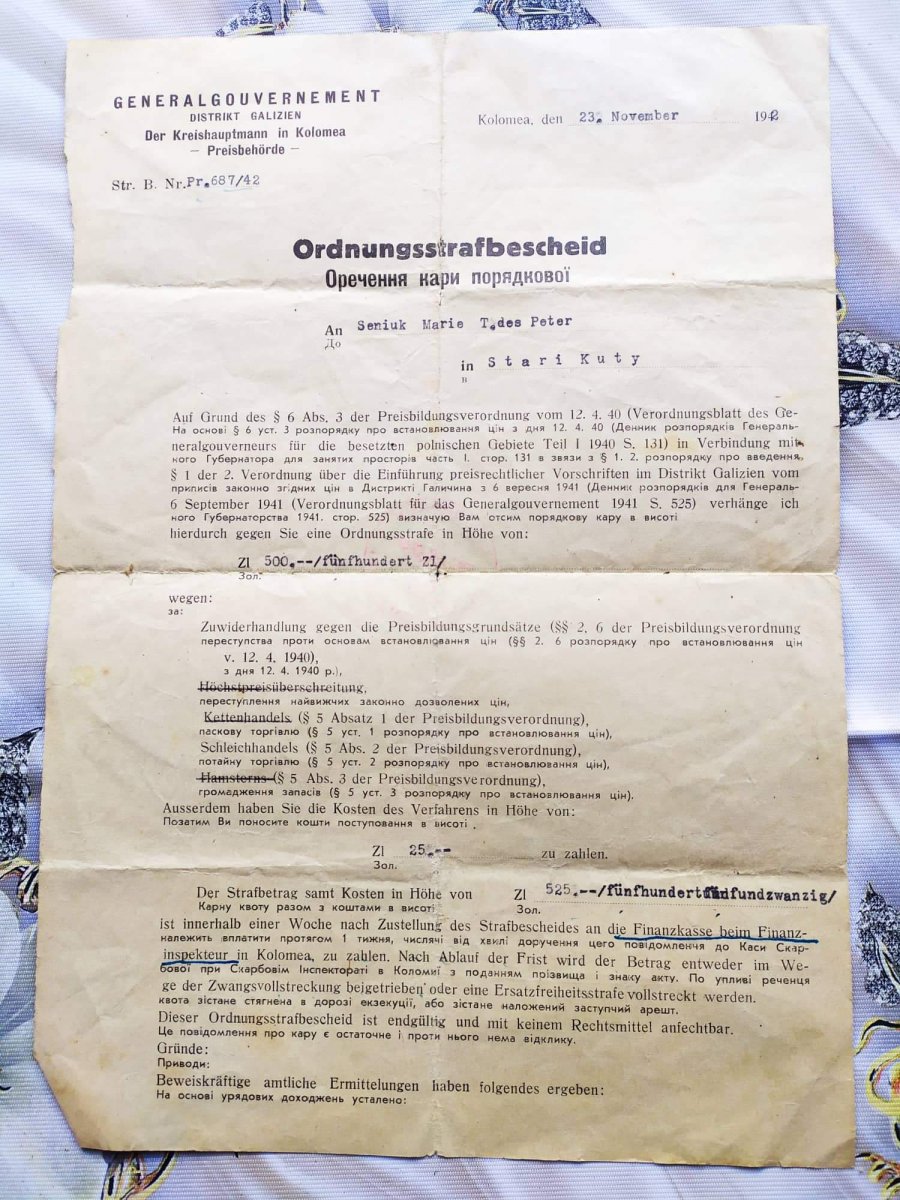 GENERALGOUVERNEMENT
DISTRIKT GALIZIEN
Der Kreishauptmann in Kolomea
— Preisbehörde —
Kolomea, den 23. November 1942
Str. B. Nr. Pr. 687/42
Ordnungsstrafbescheid
Оречення кари порядкової
An Seniuk Marie T. des Peter
До
in Stari Kuty
в
Auf Grund des § 6 Abs. 3 der Preisbildungsverordnung vom 12. 4. 40 (Verordnungsblatt des Ge-
На основі § 6 уст. 3 розпорядку про встановлення цін з дня 12. 4. 40 (Денник розпорядків Генераль-
neralgouverneurs für die besetzten polnischen Gebiete Teil I 1940 S. 131) in Verbindung mit
ного Губернатора для занятих просторів часть I. стор. 131 в звязи з § 1. 2. розпорядку про введення,
§ 1 der 2. Verordnung über die Einführung preisrechtlicher Vorschriften im Distrikt Galizien vom
приписів законно згідних цін в Дистрикті Галичина з 6 вересня 1941 (Денник розпорядків для Генераль-
6 September 1941 (Verordnungsblatt für das Generalgouvernement 1941 S. 525) verhänge ich
ного Губернаторства 1941. стор. 525) визначую Вам отсим порядкову кару в висоті
hierdurch gegen Sie eine Ordnungsstrafe in Höhe von:
Zl 500.--/fünfhundert Zl/
Зол.
wegen:
за:
Zuwiderhandlung gegen die Preisbildungsgrundsätze (§§ 2, 6 der Preisbildungsverordnung
переступства проти основам встановлювання цін (§§ 2. 6 розпорядку про встановлювання цін
v. 12. 4. 1940),
з дня 12. 4. 1940 р.),
Höchstpreisüberschreitung,
переступлення найвижчих законно дозволених цін,
Kettenhandels (§ 5 Absatz 1 der Preisbildungsverordnung),
паскову торгівлю (§ 5 уст. 1 розпорядку про встановлювання цін),
Schleichhandels (§ 5 Abs. 2 der Preisbildungsverordnung),
потайну торгівлю (§ 5 уст. 2 розпорядку про встановлювання цін),
Hamsterns (§ 5 Abs. 3 der Preisbildungsverordnung),
громадження запасів (§ 5 уст. 3 розпорядку про встановлювання цін).
Ausserdem haben Sie die Kosten des Verfahrens in Höhe von:
Позатим Ви поносите кошти поступовання в висоті
Zl 25.-- zu zahlen.
Зол.
Der Strafbetrag samt Kosten in Höhe von Zl 525.--/fünfhundertfünfundzwanzig/
Карну квоту разом з коштами в висоті Зол.
ist innerhalb einer Woche nach Zustellung des Strafbescheides an die Finanzkasse beim Finanz-
належить вплатити протягом 1 тижня, числячі від хвилі доручення цего повідомлення до Каси Скар-
inspekteur in Kolomea, zu zahlen. Nach Ablauf der Frist wird der Betrag entweder im We-
бової при Скарбовім Інспектораті в Коломиї з поданням прізвища і знаку акту. По упливі реченця
ge der Zwangsvollstreckung beigetrieben oder eine Ersatzfreiheitsstrafe vollstreckt werden.
квота зістане стягнена в дорозі екзекуції, або зістане наложений заступчий арешт.
Dieser Ordnungsstrafbescheid ist endgültig und mit keinem Rechtsmittel anfechtbar.
Це повідомлення про кару є остаточне і проти нього нема відклику.
Gründe:
Приводи:
Beweiskräftige amtliche Ermittelungen haben folgendes ergeben:
На основі урядових доходжень усталено: